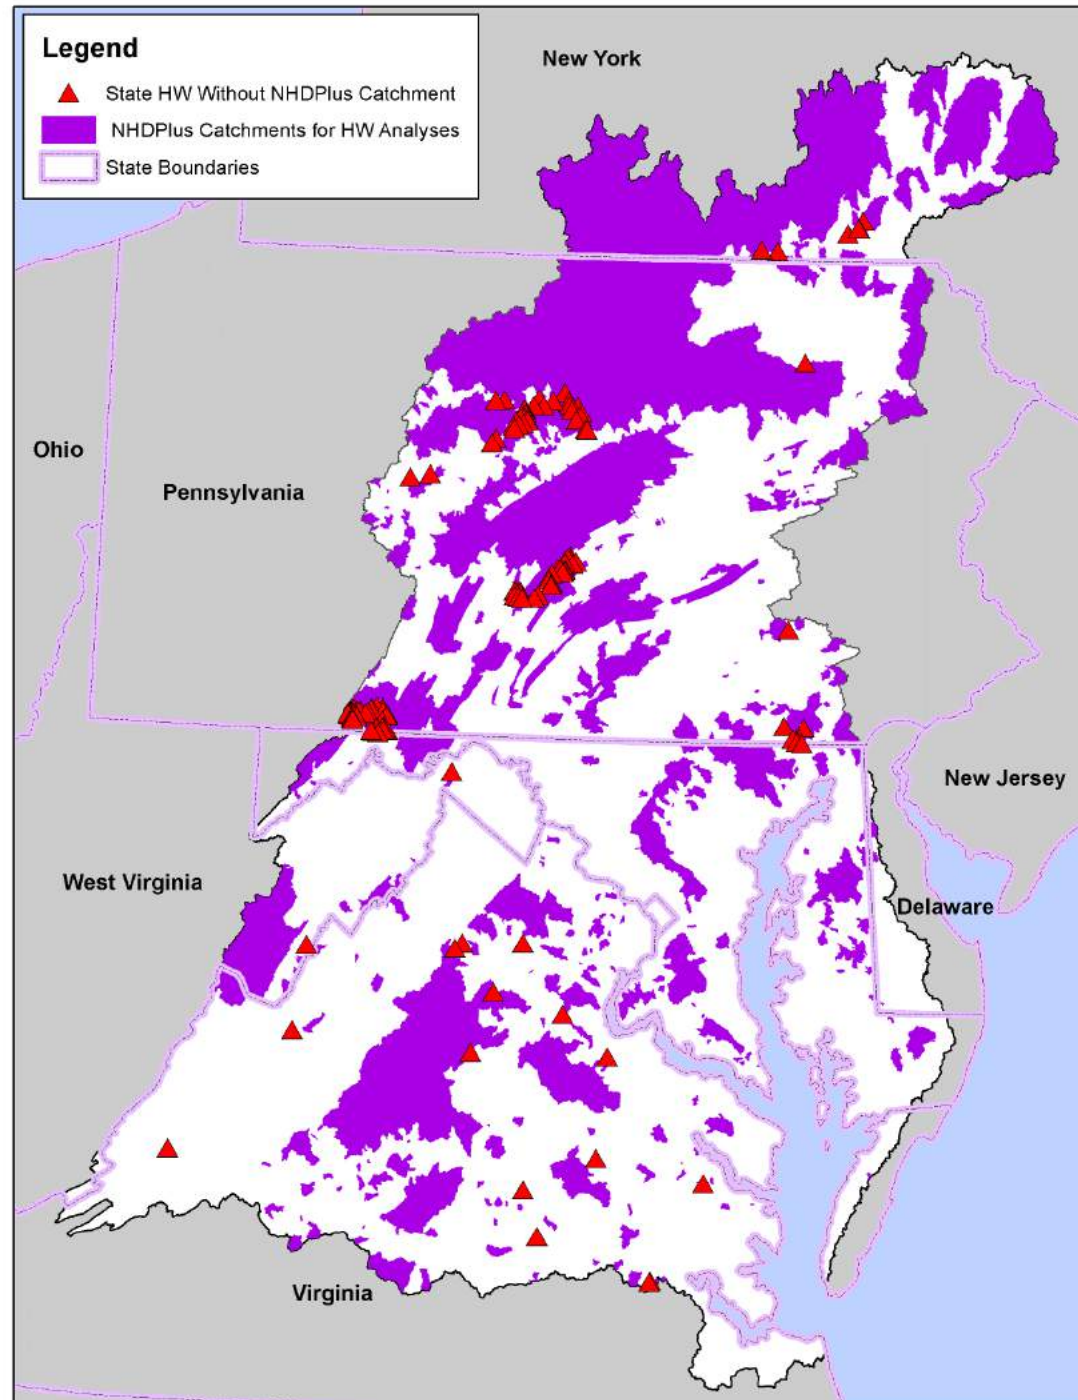 Legend
State HW Without NHDPlus Catchment
NHDPlus Catchments for HW Analyses
State Boundaries
New York
Ohio
Pennsylvania
New Jersey
West Virginia
Delaware
Virginia